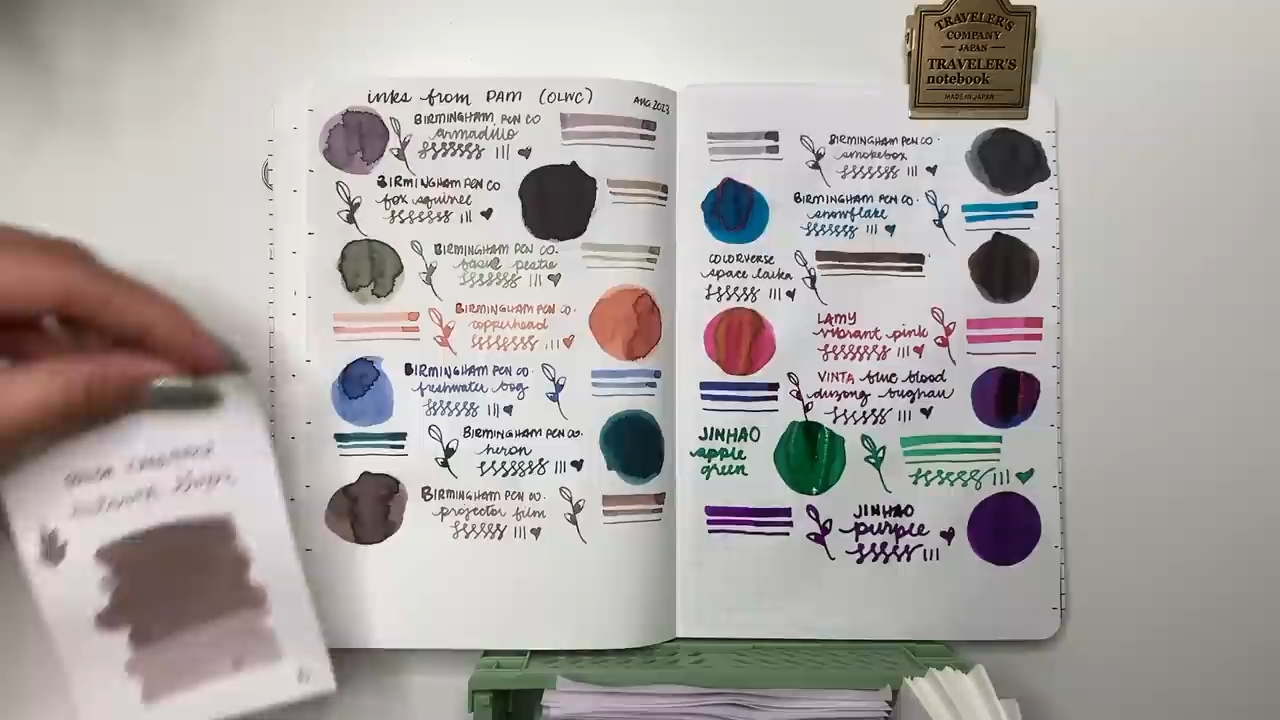 inks from PAM (OLWC)
AUG 2023
BIRMINGHAM PEN CO
armadillo
BIRMINGHAM PEN CO
fox squirrel
BIRMINGHAM PEN CO.
BIRMINGHAM PEN CO.
copperhead
BIRMINGHAM PEN CO.
freshwater bog
BIRMINGHAM PEN CO.
heron
BIRMINGHAM PEN CO.
projector film
TRAVELER'S
COMPANY
JAPAN
TRAVELER'S
notebook
MADE IN JAPAN
BIRMINGHAM PEN CO.
smokebox
BIRMINGHAM PEN CO.
snowflake
COLORVERSE
space laika
LAMY
vibrant pink
VINTA blue blood
dugong bughaw
JINHAO
apple
green
JINHAO
purple